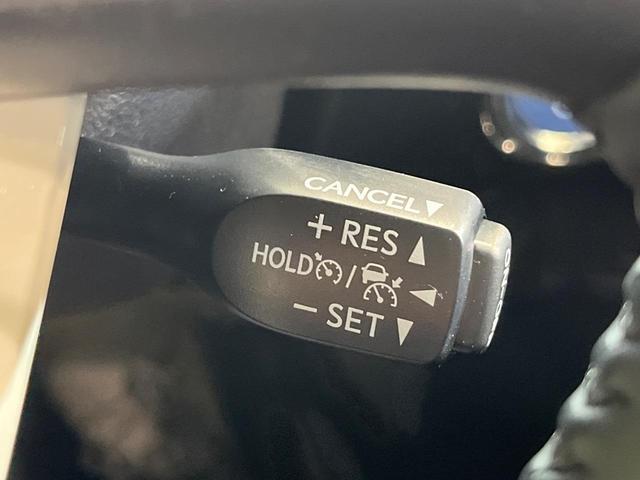 CANCEL▼
+ RES ▲
HOLD / ◀
− SET ▼